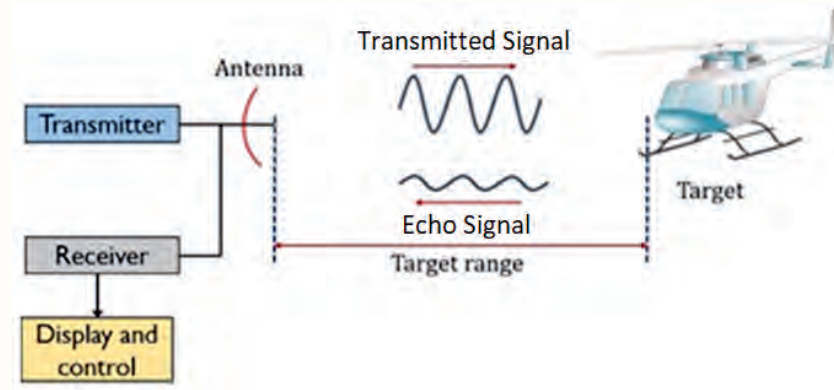 Transmitted Signal
Antenna
Transmitter
Target
Echo Signal
Receiver
Target range
Display and
control